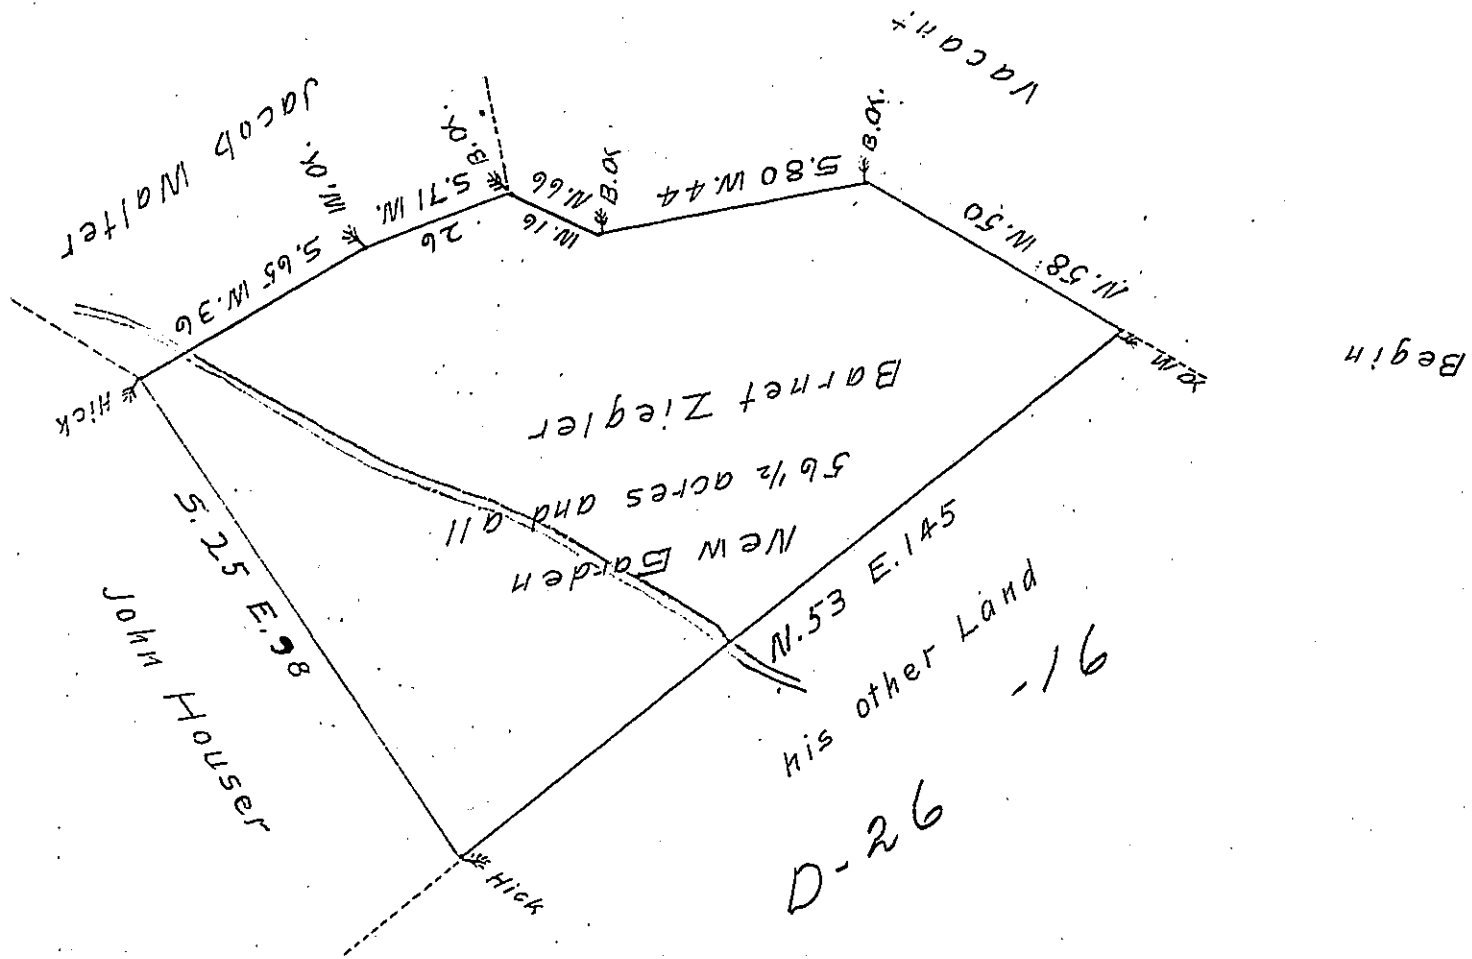 Begin
Vacant
Jacob Walter
W.O.
B.O.
B.O.
B.O.
N.58 W.50
S.80 W.44
N.66
W.16
S.71 W.
26
S.65 W.36
Hick
Barnet Ziegler
56 1/2 acres and all
New Garden
S.25 E.98
John Houser
Hick
N.53 E.145
his other Land
D-26
-16